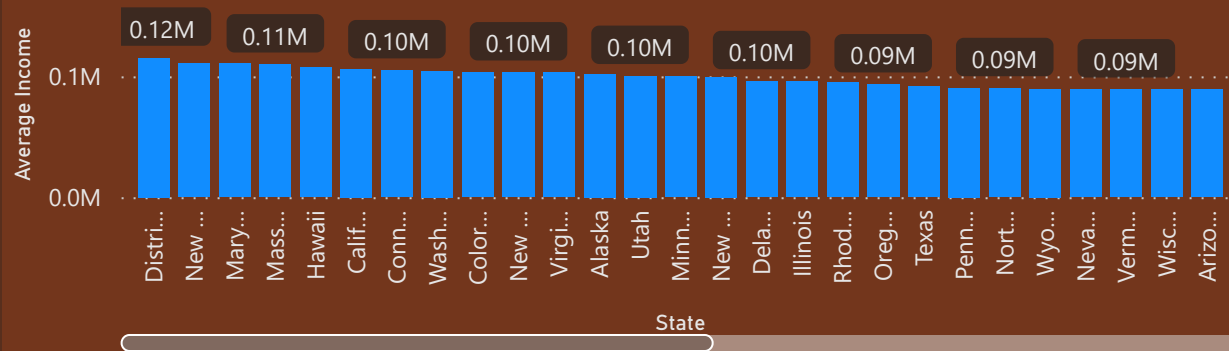 Average Income
0.1M
0.0M
0.12M
0.11M
0.10M
0.10M
0.10M
0.10M
0.09M
0.09M
0.09M
Distri...
New ...
Mary...
Mass...
Hawaii
Calif...
Conn...
Wash...
Color...
New ...
Virgi...
Alaska
Utah
Minn...
New ...
Dela...
Illinois
Rhod...
Oreg...
Texas
Penn...
Nort...
Wyo...
Neva...
Verm...
Wisc...
Arizo...
State